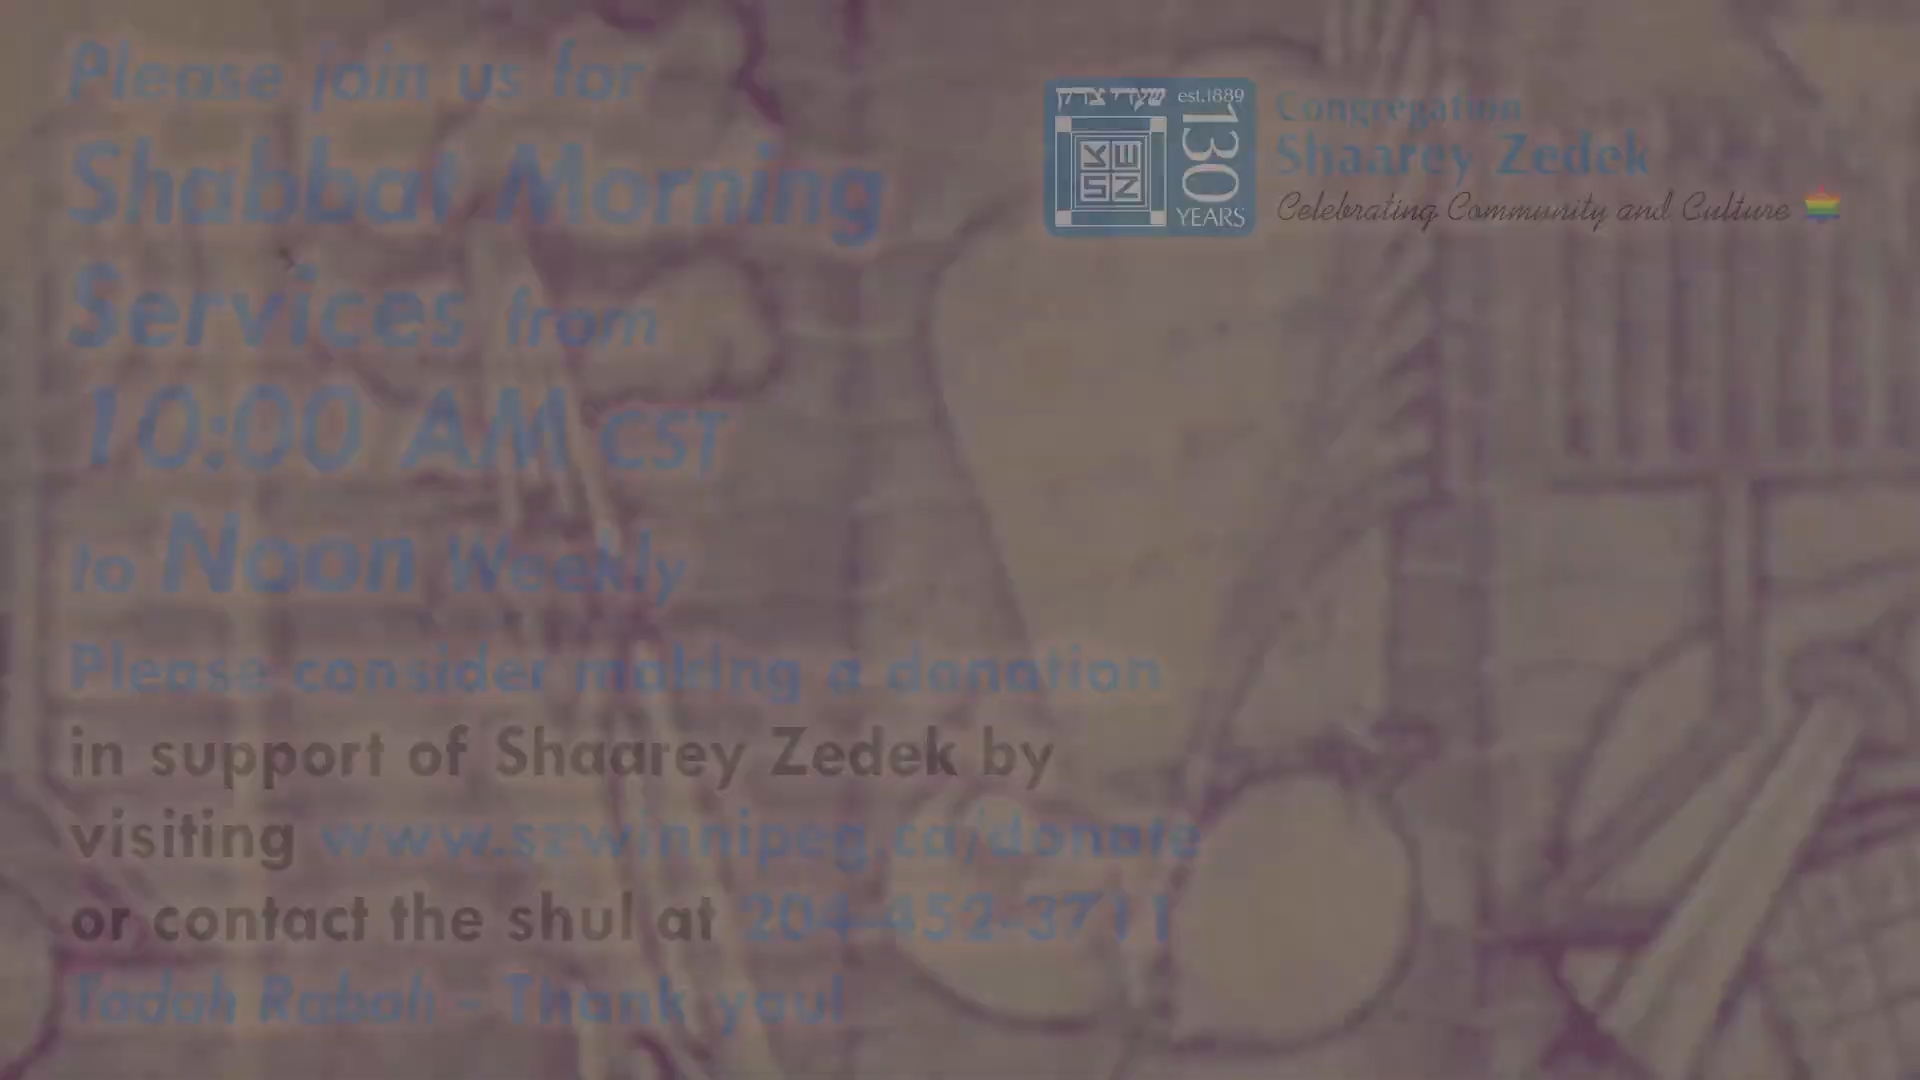 Please join us for
Shabbat Morning
Services from
10:00 AM CST
to Noon Weekly
Please consider making a donation
in support of Shaarey Zedek by
visiting www.szwinnipeg.ca/donate
or contact the shul at 204-452-3711
Todah Rabah - Thank you!
שערי צדק
est.1889
130
YEARS
Congregation
Shaarey Zedek
Celebrating Community and Culture